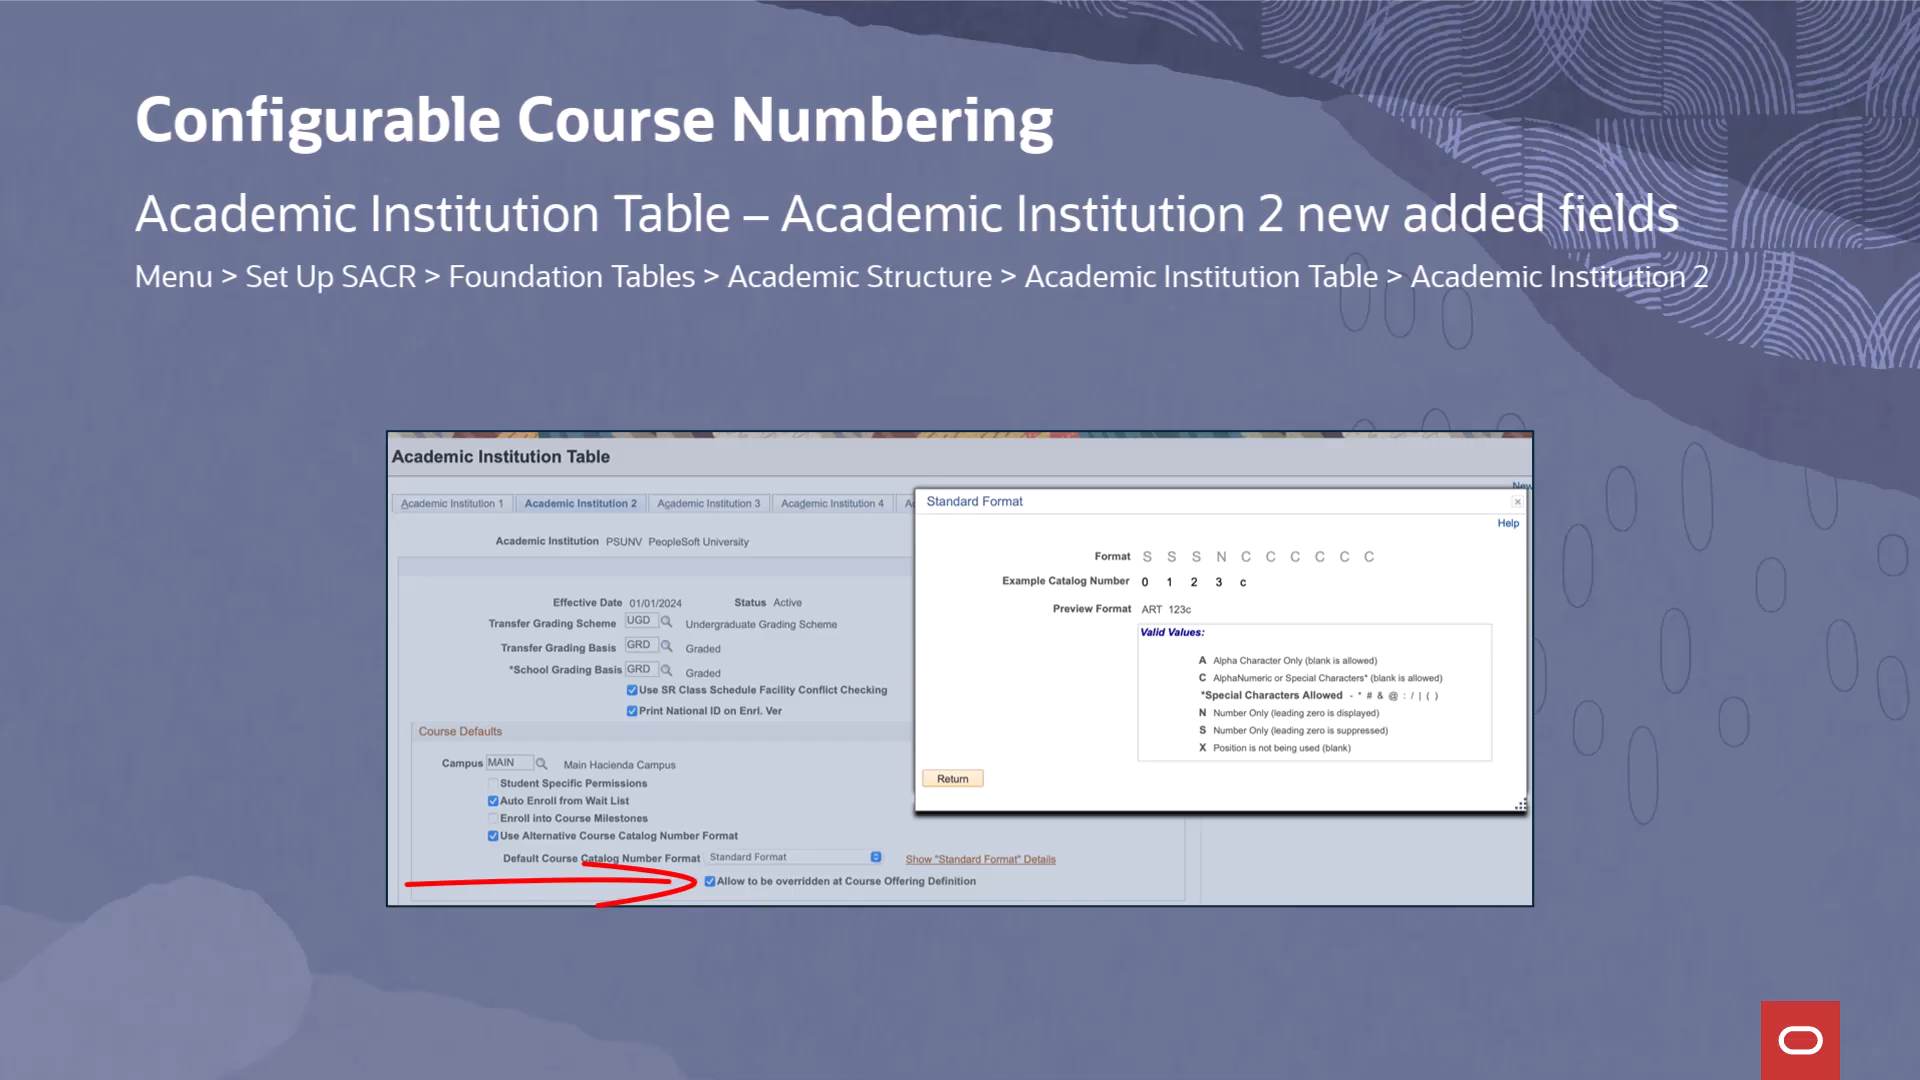 Configurable Course Numbering
Academic Institution Table – Academic Institution 2 new added fields
Menu > Set Up SACR > Foundation Tables > Academic Structure > Academic Institution Table > Academic Institution 2
Academic Institution Table
New
Academic Institution 1 Academic Institution 2 Academic Institution 3 Academic Institution 4
Academic Institution PSUNV PeopleSoft University
Effective Date 01/01/2024 Status Active
Transfer Grading Scheme UGD Undergraduate Grading Scheme
Transfer Grading Basis GRD Graded
*School Grading Basis GRD Graded
Use SR Class Schedule Facility Conflict Checking
Print National ID on Enrl. Ver
Course Defaults
Campus MAIN Main Hacienda Campus
Student Specific Permissions
Auto Enroll from Wait List
Enroll into Course Milestones
Use Alternative Course Catalog Number Format
Default Course Catalog Number Format Standard Format Show "Standard Format" Details
Allow to be overridden at Course Offering Definition
Standard Format
Help
Format S S S N C C C C C C
Example Catalog Number 0 1 2 3 c
Preview Format ART 123c
Valid Values:
A Alpha Character Only (blank is allowed)
C AlphaNumeric or Special Characters* (blank is allowed)
*Special Characters Allowed - * # & @ : / | ( )
N Number Only (leading zero is displayed)
S Number Only (leading zero is suppressed)
X Position is not being used (blank)
Return